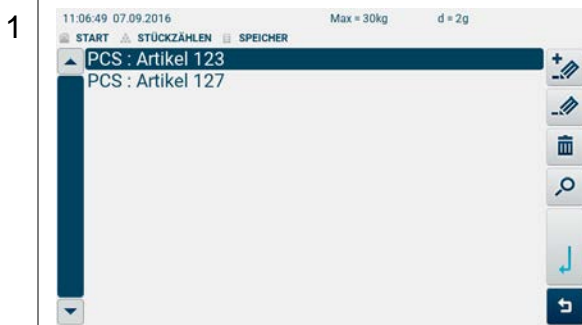 1
11:06:49 07.09.2016 Max = 30kg d = 2g
START STÜCKZÄHLEN SPEICHER
PCS : Artikel 123
PCS : Artikel 127